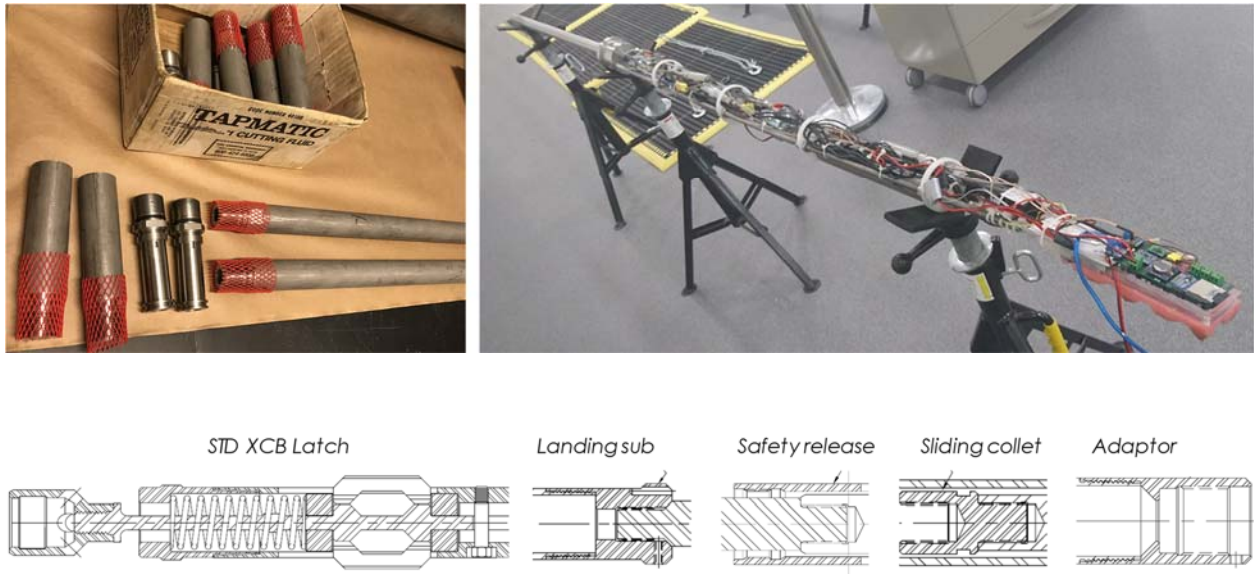 TAPMATIC
CUTTING FLUID
STD XCB Latch
Landing sub
Safety release
Sliding collet
Adaptor